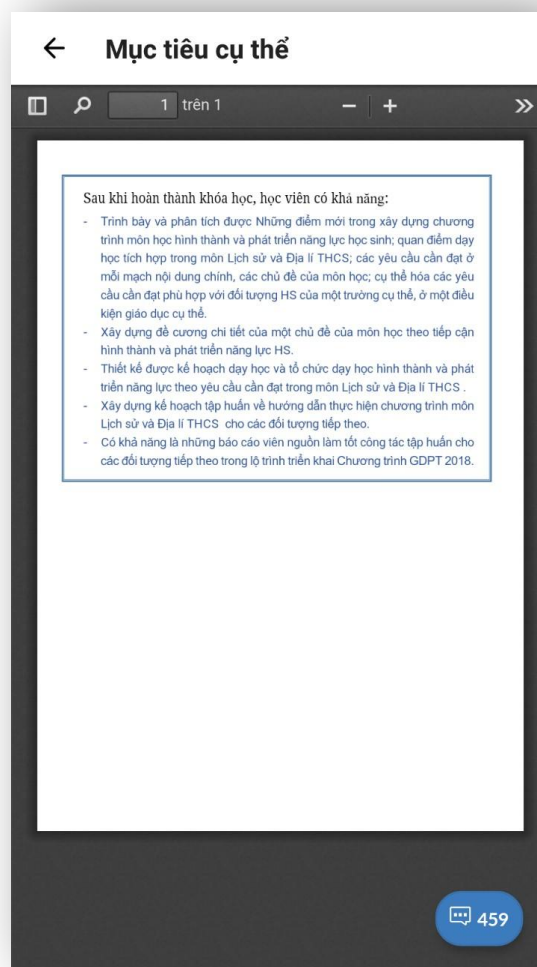 Mục tiêu cụ thể
1 trên 1
Sau khi hoàn thành khóa học, học viên có khả năng:
- Trình bày và phân tích được Những điểm mới trong xây dựng chương
trình môn học hình thành và phát triển năng lực học sinh; quan điểm dạy
học tích hợp trong môn Lịch sử và Địa lí THCS; các yêu cầu cần đạt ở
mỗi mạch nội dung chính, các chủ đề của môn học; cụ thể hóa các yêu
cầu cần đạt phù hợp với đối tượng HS của một trường cụ thể, ở một điều
kiện giáo dục cụ thể.
- Xây dựng đề cương chi tiết của một chủ đề của môn học theo tiếp cận
hình thành và phát triển năng lực HS.
- Thiết kế được kế hoạch dạy học và tổ chức dạy học hình thành và phát
triển năng lực theo yêu cầu cần đạt trong môn Lịch sử và Địa lí THCS .
- Xây dựng kế hoạch tập huấn về hướng dẫn thực hiện chương trình môn
Lịch sử và Địa lí THCS cho các đối tượng tiếp theo.
- Có khả năng là những báo cáo viên nguồn làm tốt công tác tập huấn cho
các đối tượng tiếp theo trong lộ trình triển khai Chương trình GDPT 2018.
459